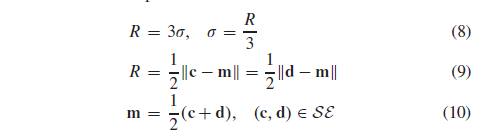 R = 3σ, σ = R/3 (8)
R = 1/2‖c − m‖ = 1/2‖d − m‖ (9)
m = 1/2(c + d), (c, d) ∈ 𝒮ℰ (10)